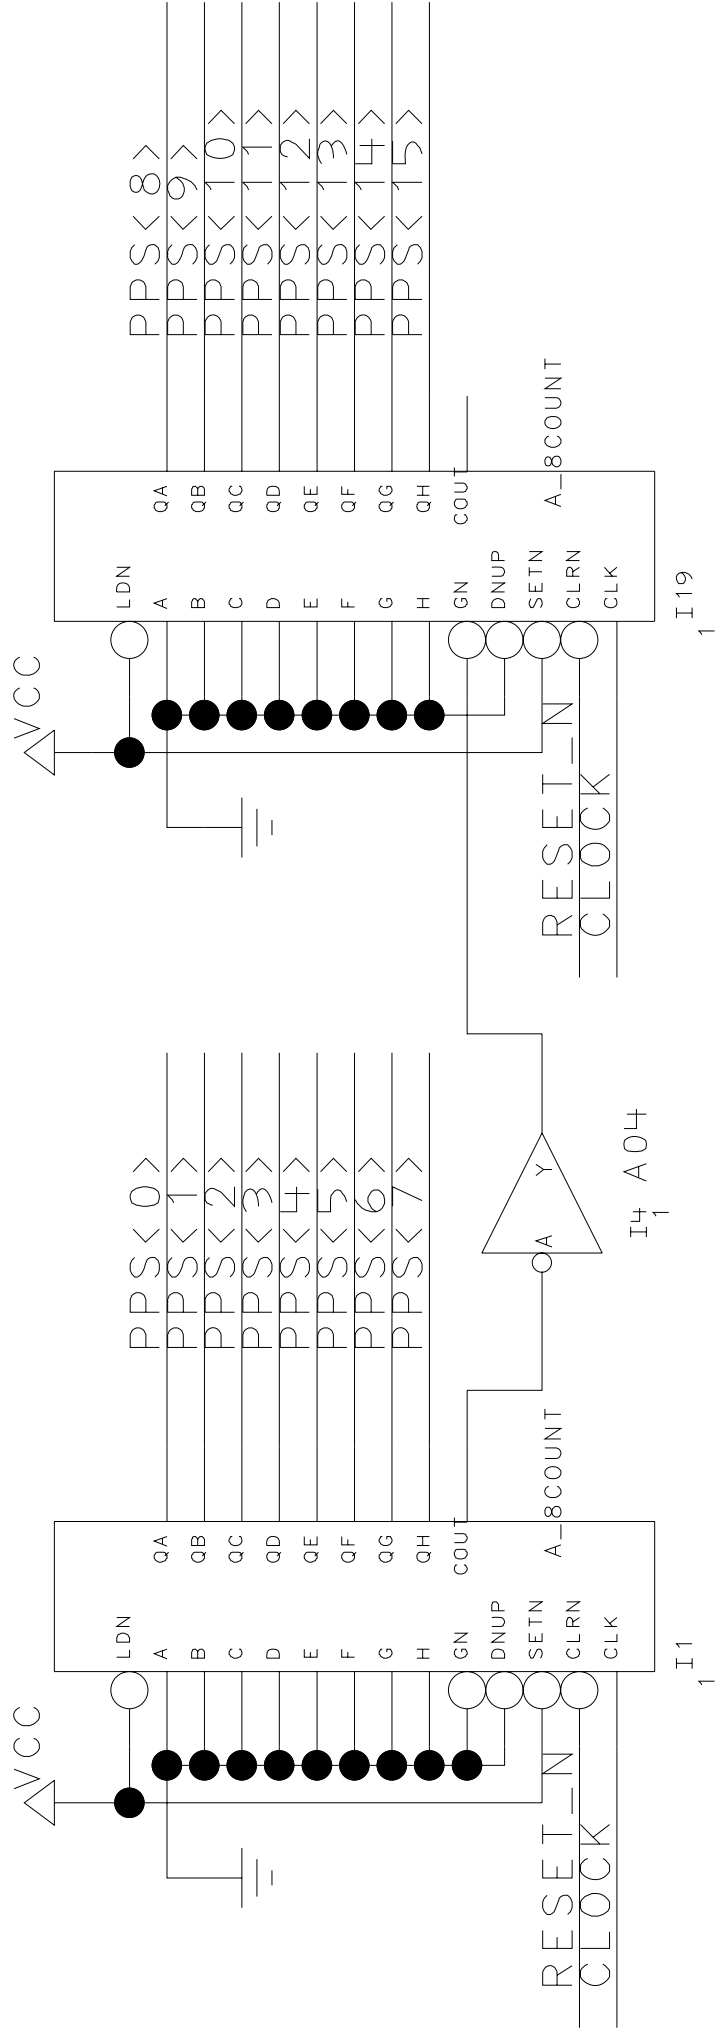 VCC
LDN
A
B
C
D
E
F
G
H
GN
DNUP
SETN
CLRN
CLK
QA
QB
QC
QD
QE
QF
QG
QH
COUT
A_8COUNT
I1
1
RESET_N
CLOCK
PPS<0>
PPS<1>
PPS<2>
PPS<3>
PPS<4>
PPS<5>
PPS<6>
PPS<7>
A
Y
I4
A04
1
VCC
LDN
A
B
C
D
E
F
G
H
GN
DNUP
SETN
CLRN
CLK
QA
QB
QC
QD
QE
QF
QG
QH
COUT
A_8COUNT
I19
1
RESET_N
CLOCK
PPS<8>
PPS<9>
PPS<10>
PPS<11>
PPS<12>
PPS<13>
PPS<14>
PPS<15>